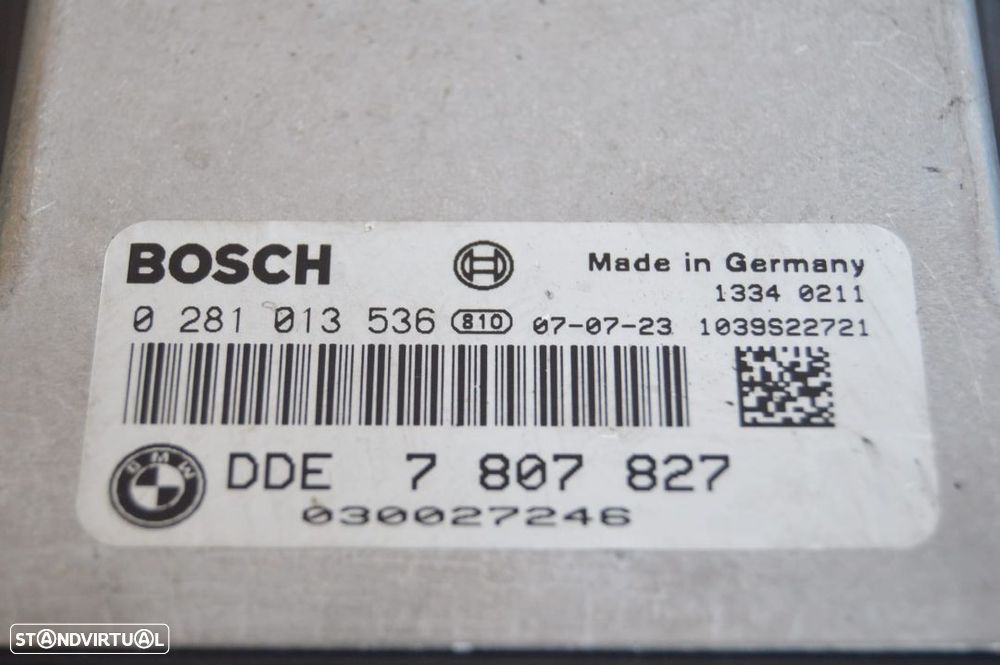 BOSCH Made in Germany
1334 0211
0 281 013 536 810 07-07-23 1039S22721
BMW DDE 7 807 827
030027246
STANDVIRTUAL